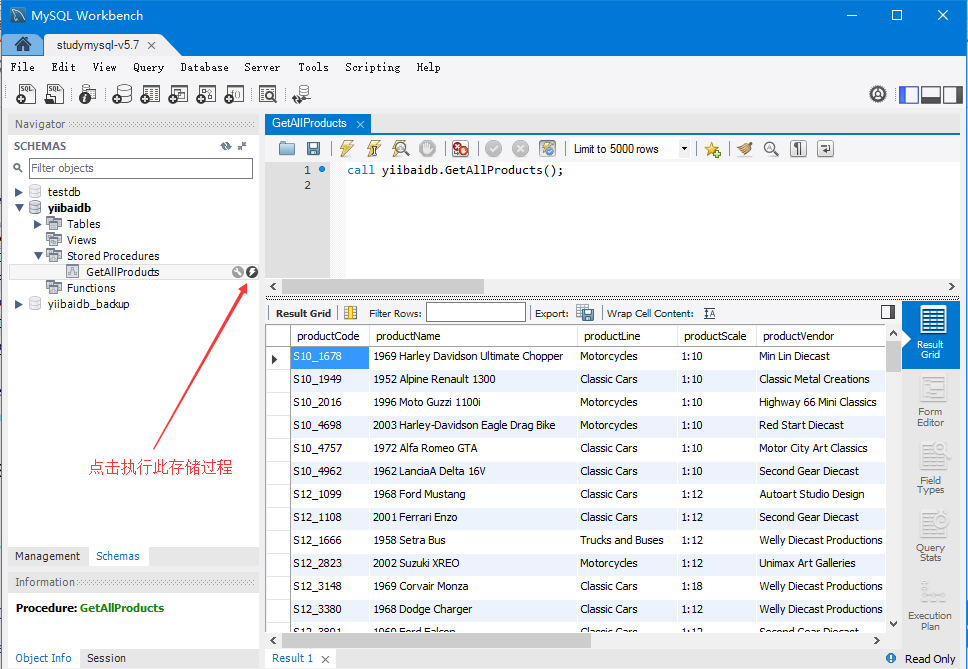 MySQL Workbench
studymysql-v5.7
File Edit View Query Database Server Tools Scripting Help
Navigator
SCHEMAS
Filter objects
testdb
yiibaidb
Tables
Views
Stored Procedures
GetAllProducts
Functions
yiibaidb_backup
点击执行此存储过程
Management Schemas
Information
Procedure: GetAllProducts
Object Info Session
GetAllProducts
Limit to 5000 rows
1 call yiibaidb.GetAllProducts();
2
Result Grid Filter Rows: Export: Wrap Cell Content:
productCode productName productLine productScale productVendor
S10_1678 1969 Harley Davidson Ultimate Chopper Motorcycles 1:10 Min Lin Diecast
S10_1949 1952 Alpine Renault 1300 Classic Cars 1:10 Classic Metal Creations
S10_2016 1996 Moto Guzzi 1100i Motorcycles 1:10 Highway 66 Mini Classics
S10_4698 2003 Harley-Davidson Eagle Drag Bike Motorcycles 1:10 Red Start Diecast
S10_4757 1972 Alfa Romeo GTA Classic Cars 1:10 Motor City Art Classics
S10_4962 1962 LanciaA Delta 16V Classic Cars 1:10 Second Gear Diecast
S12_1099 1968 Ford Mustang Classic Cars 1:12 Autoart Studio Design
S12_1108 2001 Ferrari Enzo Classic Cars 1:12 Second Gear Diecast
S12_1666 1958 Setra Bus Trucks and Buses 1:12 Welly Diecast Productions
S12_2823 2002 Suzuki XREO Motorcycles 1:12 Unimax Art Galleries
S12_3148 1969 Corvair Monza Classic Cars 1:18 Welly Diecast Productions
S12_3380 1968 Dodge Charger Classic Cars 1:12 Welly Diecast Productions
S12_3891 1969 Ford Falcon Classic Cars 1:12 Second Gear Diecast
Result
Grid
Form
Editor
Field
Types
Query
Stats
Execution
Plan
Result 1
Read Only